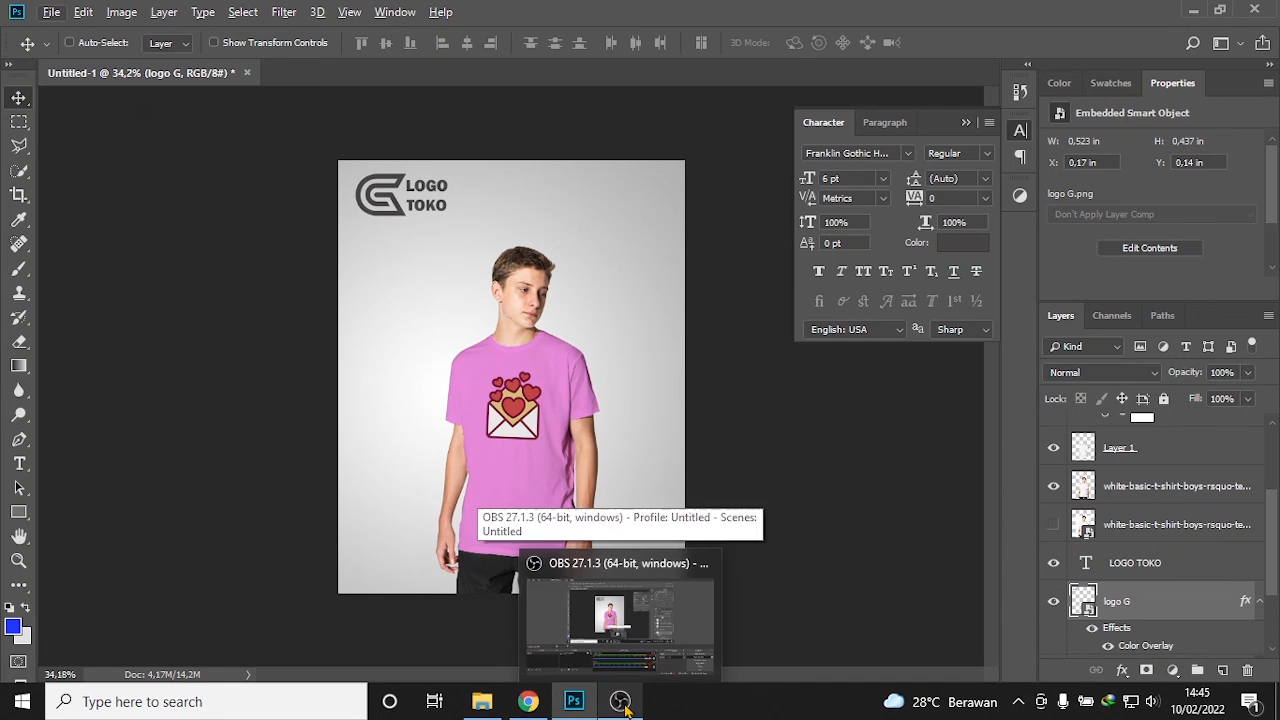 Ps File Edit Image Layer Type Select Filter 3D View Window Help
Auto-Select: Layer Show Transform Controls 3D Mode:
Untitled-1 @ 34,2% (logo G, RGB/8#) *
Color Swatches Properties
Embedded Smart Object
W: 0,523 in H: 0,437 in
X: 0,17 in Y: 0,14 in
logo G.png
Don't Apply Layer Comp
Edit Contents
Character Paragraph
Franklin Gothic H... Regular
6 pt (Auto)
Metrics 0
100% 100%
0 pt Color:
English: USA Sharp
LOGO
TOKO
Layers Channels Paths
Kind
Normal Opacity: 100%
Lock: Fill: 100%
Layer 1
white-basic-t-shirt-boys-rsquo-te...
white-basic-t-shirt-boys-rsquo-te...
LOGO TOKO
logo G fx
Effects
OBS 27.1.3 (64-bit, windows) - Profile: Untitled - Scenes:
Untitled
OBS 27.1.3 (64-bit, windows) - ...
Doc: 4,17M/14,2M
Type here to search
Ps
28°C Berawan
14:45
10/02/2022
1